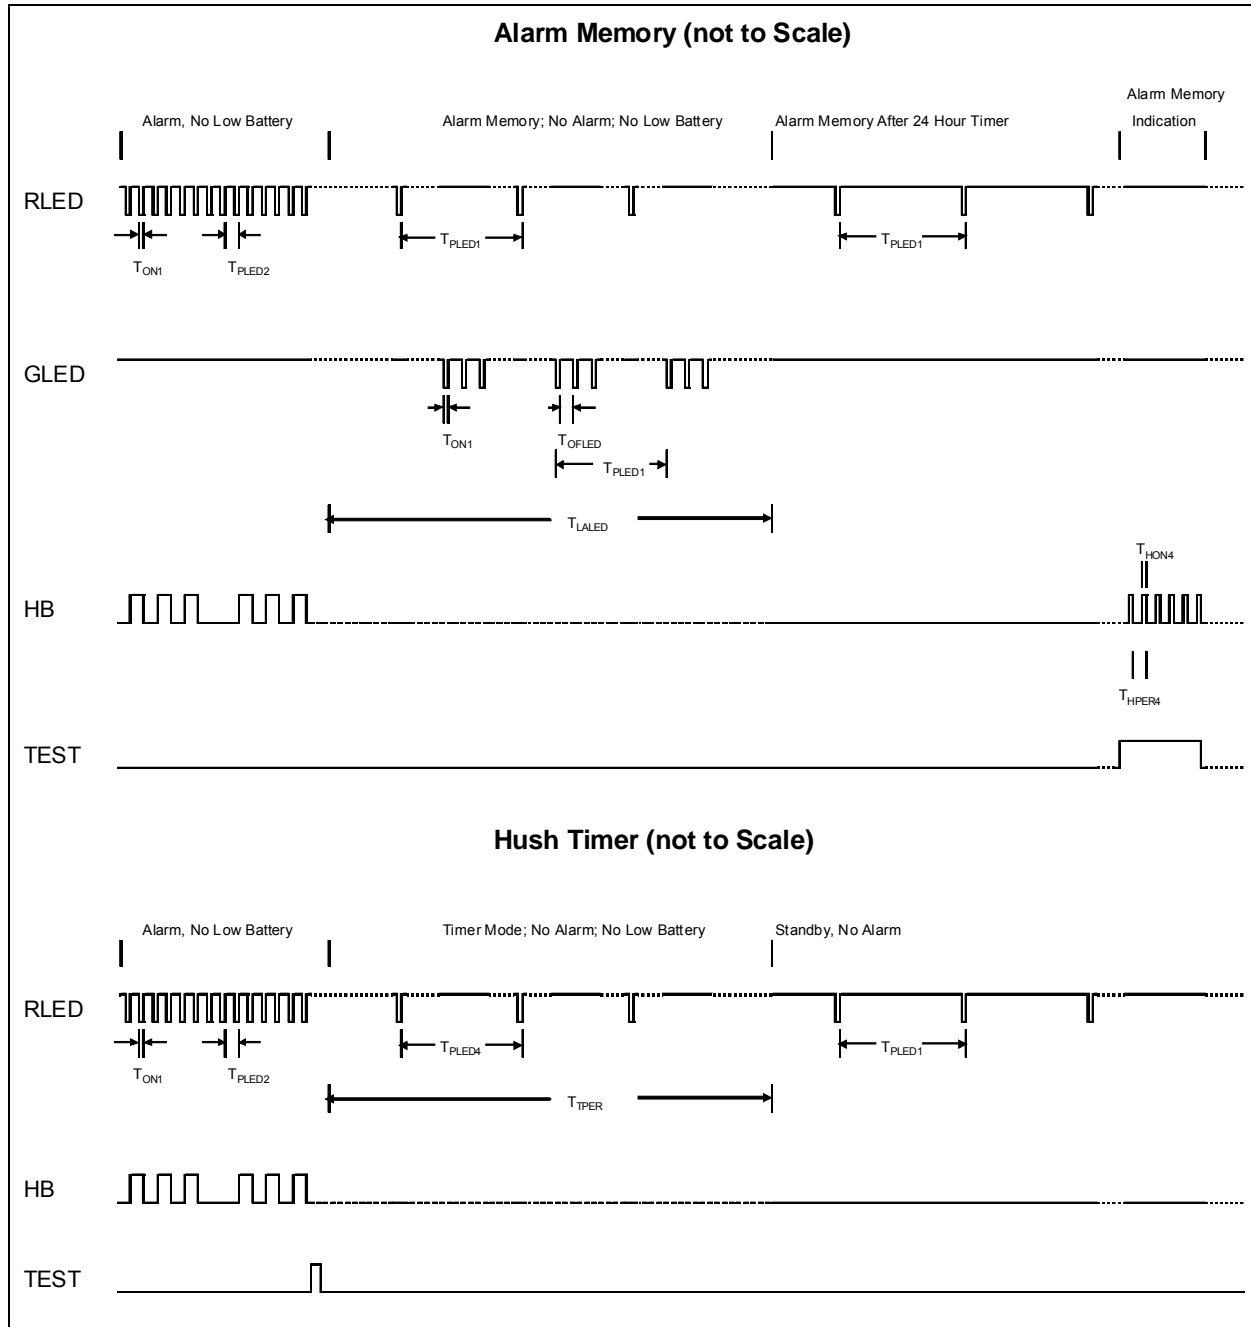 Alarm Memory (not to Scale)
Alarm, No Low Battery
Alarm Memory; No Alarm; No Low Battery
Alarm Memory After 24 Hour Timer
Alarm Memory
Indication
RLED
TON1
TPLED2
TPLED1
TPLED1
GLED
TON1
TOFLED
TPLED1
TLALED
THON4
HB
THPER4
TEST
Hush Timer (not to Scale)
Alarm, No Low Battery
Timer Mode; No Alarm; No Low Battery
Standby, No Alarm
RLED
TON1
TPLED2
TPLED4
TPLED1
TTPER
HB
TEST